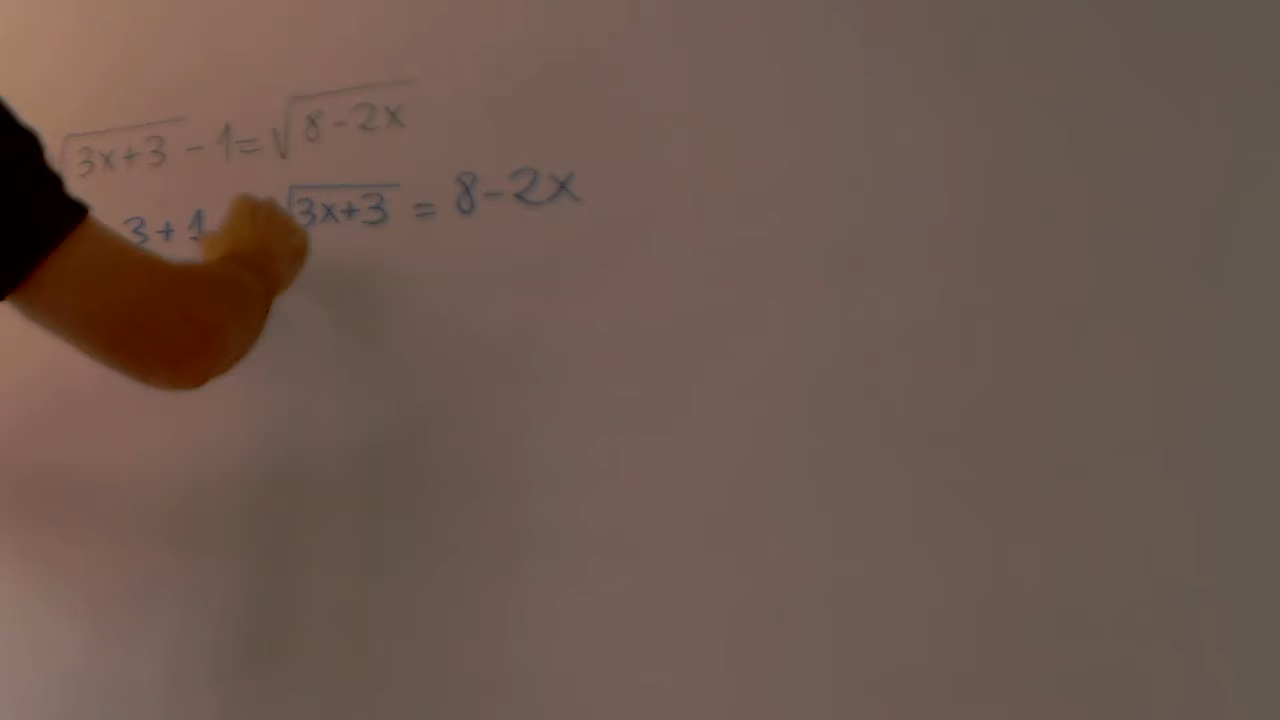 √3x+3 - 1 = √8-2x
3+1 √3x+3 = 8-2x